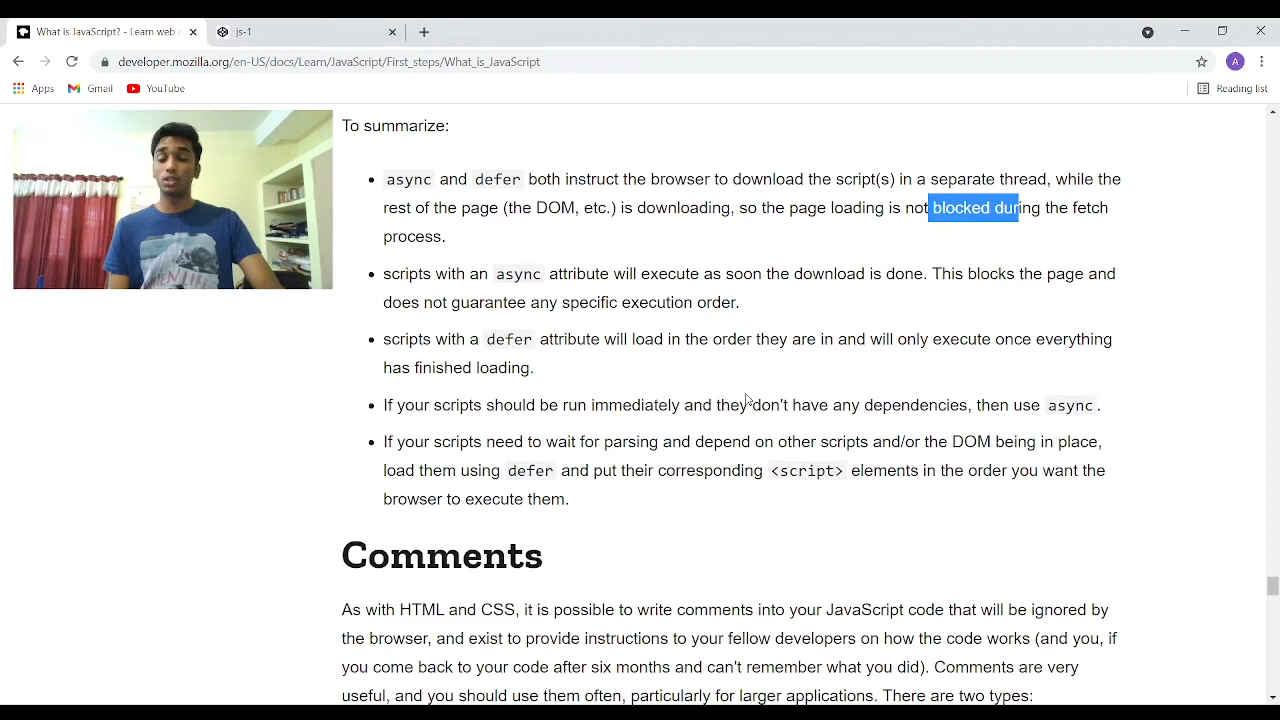 What is JavaScript? - Learn web
js-1
developer.mozilla.org/en-US/docs/Learn/JavaScript/First_steps/What_is_JavaScript
A
Apps
Gmail
YouTube
Reading list
To summarize:
async and defer both instruct the browser to download the script(s) in a separate thread, while the
rest of the page (the DOM, etc.) is downloading, so the page loading is not blocked during the fetch
process.
scripts with an async attribute will execute as soon the download is done. This blocks the page and
does not guarantee any specific execution order.
scripts with a defer attribute will load in the order they are in and will only execute once everything
has finished loading.
If your scripts should be run immediately and they don't have any dependencies, then use async.
If your scripts need to wait for parsing and depend on other scripts and/or the DOM being in place,
load them using defer and put their corresponding <script> elements in the order you want the
browser to execute them.
Comments
As with HTML and CSS, it is possible to write comments into your JavaScript code that will be ignored by
the browser, and exist to provide instructions to your fellow developers on how the code works (and you, if
you come back to your code after six months and can't remember what you did). Comments are very
useful, and you should use them often, particularly for larger applications. There are two types: